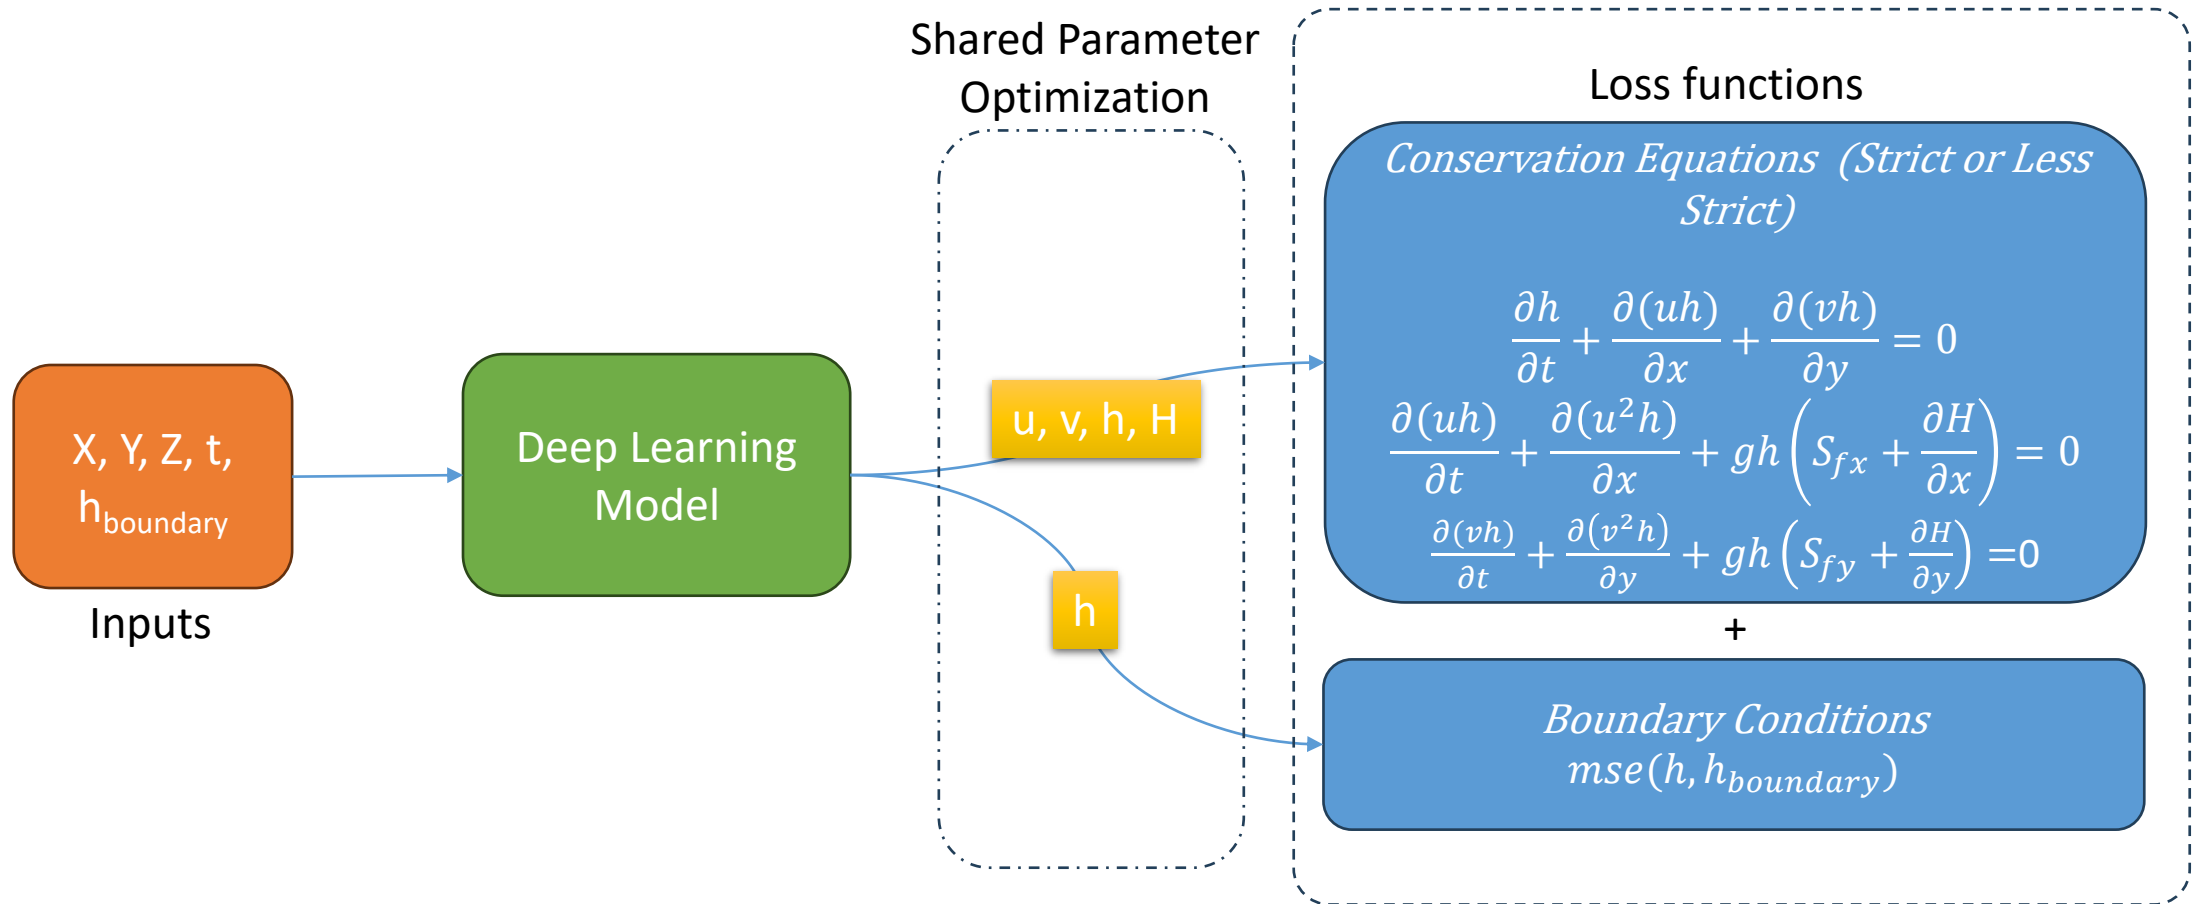 Shared Parameter
Optimization
Loss functions
Conservation Equations (Strict or Less
Strict)
∂h/∂t + ∂(uh)/∂x + ∂(vh)/∂y = 0
∂(uh)/∂t + ∂(u²h)/∂x + gh(S_fx + ∂H/∂x) = 0
∂(vh)/∂t + ∂(v²h)/∂y + gh(S_fy + ∂H/∂y) =0
+
Boundary Conditions
mse(h, h_boundary)
X, Y, Z, t,
h_boundary
Inputs
Deep Learning
Model
u, v, h, H
h